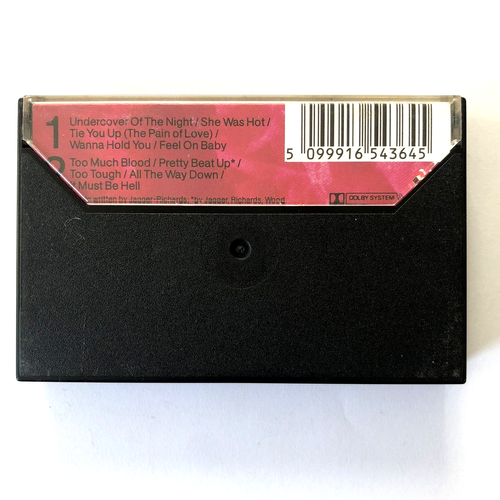 1 Undercover Of The Night / She Was Hot /
Tie You Up (The Pain of Love) /
Wanna Hold You / Feel On Baby
2 Too Much Blood / Pretty Beat Up* /
Too Tough / All The Way Down /
Must Be Hell
written by Jagger-Richards; *by Jagger, Richards, Wood
DOLBY SYSTEM
5 099916 543645